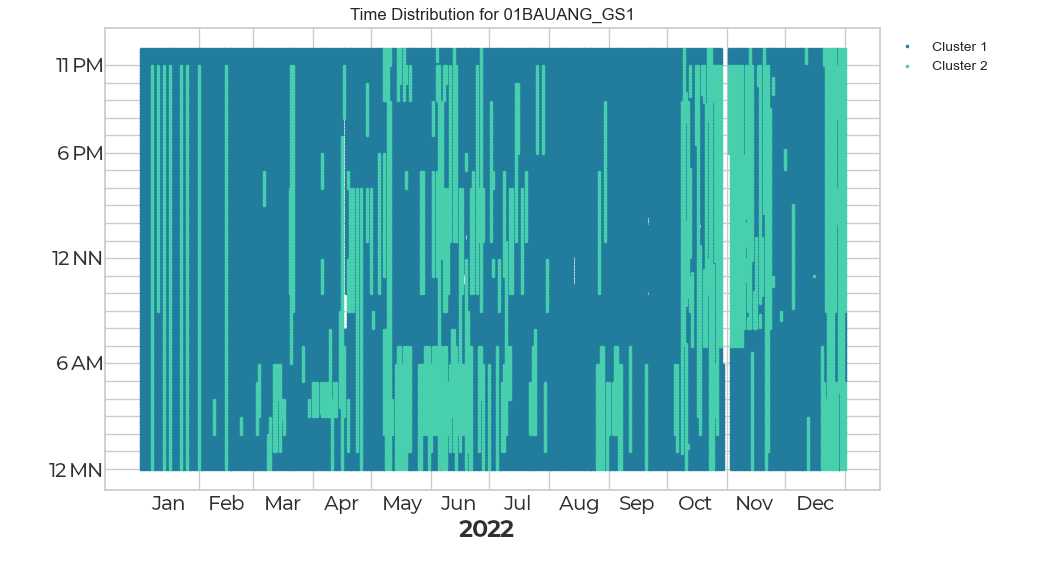 Time Distribution for 01BAUANG_GS1
Cluster 1
Cluster 2
11 PM
6 PM
12 NN
6 AM
12 MN
Jan Feb Mar Apr May Jun Jul Aug Sep Oct Nov Dec
2022